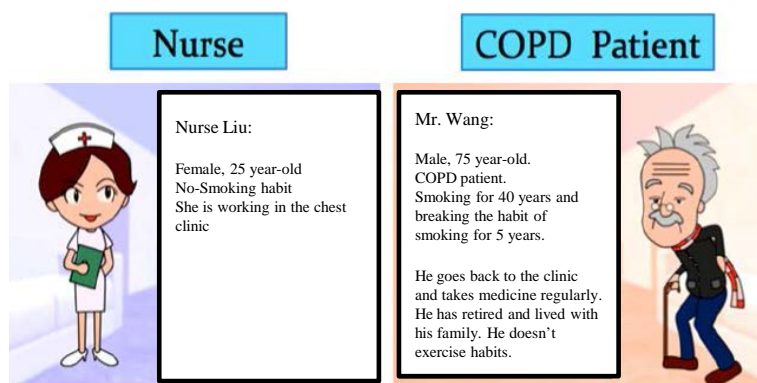 Nurse
COPD Patient
Nurse Liu:
Female, 25 year-old
No-Smoking habit
She is working in the chest
clinic
Mr. Wang:
Male, 75 year-old.
COPD patient.
Smoking for 40 years and
breaking the habit of
smoking for 5 years.
He goes back to the clinic
and takes medicine regularly.
He has retired and lived with
his family. He doesn’t
exercise habits.